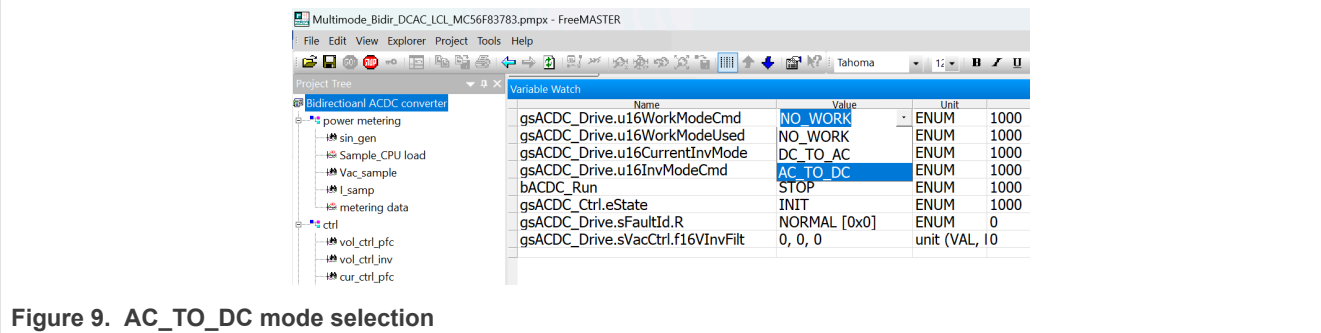 Multimode_Bidir_DCAC_LCL_MC56F83783.pmpx - FreeMASTER
File Edit View Explorer Project Tools Help
Tahoma 12 B I U
Project Tree
Bidirectioanl ACDC converter
power metering
sin_gen
Sample_CPU load
Vac_sample
I_samp
metering data
ctrl
vol_ctrl_pfc
vol_ctrl_inv
cur_ctrl_pfc
Variable Watch
Name Value Unit
gsACDC_Drive.u16WorkModeCmd NO_WORK ENUM 1000
gsACDC_Drive.u16WorkModeUsed NO_WORK ENUM 1000
gsACDC_Drive.u16CurrentInvMode DC_TO_AC ENUM 1000
gsACDC_Drive.u16InvModeCmd AC_TO_DC ENUM 1000
bACDC_Run STOP ENUM 1000
gsACDC_Ctrl.eState INIT ENUM 1000
gsACDC_Drive.sFaultId.R NORMAL [0x0] ENUM 0
gsACDC_Drive.sVacCtrl.f16VInvFilt 0, 0, 0 unit (VAL, I 0
Figure 9. AC_TO_DC mode selection